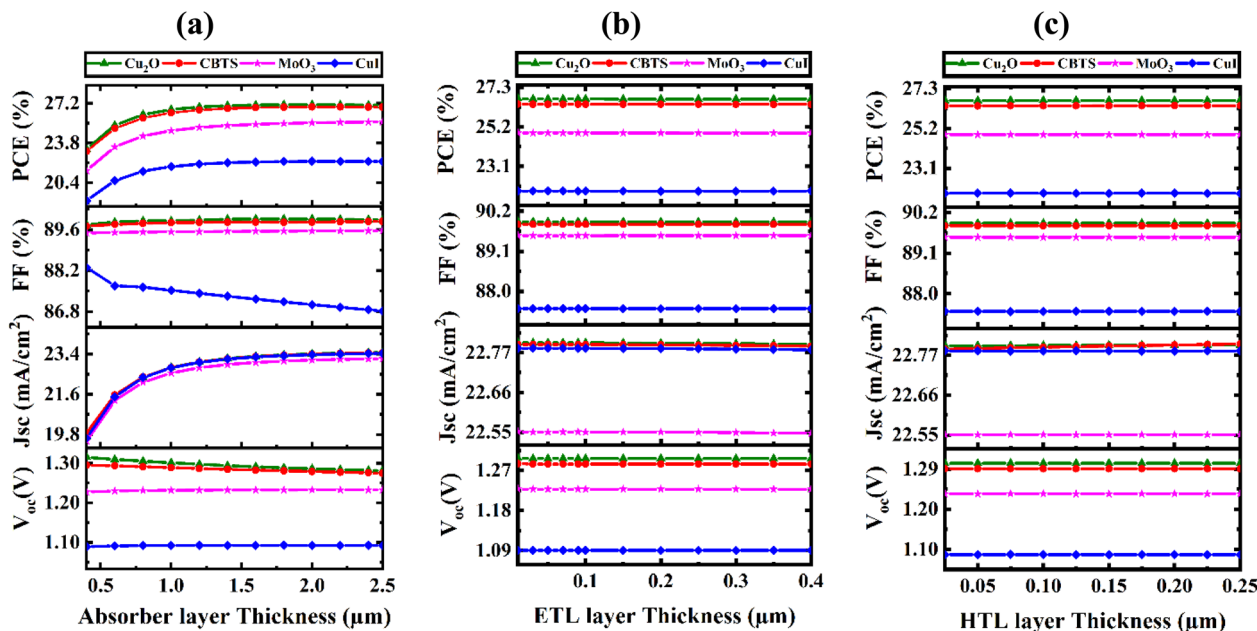 (a)
Cu₂O CBTS MoO₃ CuI
PCE (%)
27.2
23.8
20.4
FF (%)
89.6
88.2
86.8
Jsc (mA/cm²)
23.4
21.6
19.8
Voc(V)
1.30
1.20
1.10
0.5 1.0 1.5 2.0 2.5
Absorber layer Thickness (µm)
(b)
Cu₂O CBTS MoO₃ CuI
PCE (%)
27.3
25.2
23.1
FF (%)
90.2
89.1
88.0
Jsc (mA/cm²)
22.77
22.66
22.55
Voc(V)
1.27
1.18
1.09
0.1 0.2 0.3 0.4
ETL layer Thickness (µm)
(c)
Cu₂O CBTS MoO₃ CuI
PCE (%)
27.3
25.2
23.1
FF (%)
90.2
89.1
88.0
Jsc (mA/cm²)
22.77
22.66
22.55
Voc(V)
1.29
1.20
1.10
0.05 0.10 0.15 0.20 0.25
HTL layer Thickness (µm)